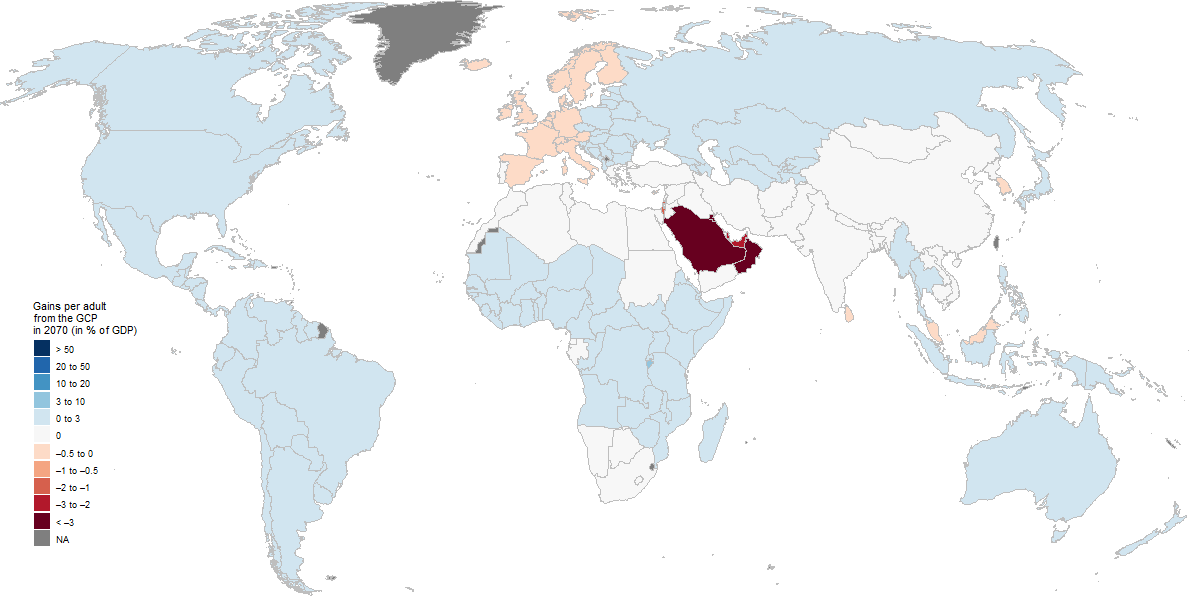 Gains per adult
from the GCP
in 2070 (in % of GDP)
> 50
20 to 50
10 to 20
3 to 10
0 to 3
0
–0.5 to 0
–1 to –0.5
–2 to –1
–3 to –2
< –3
NA